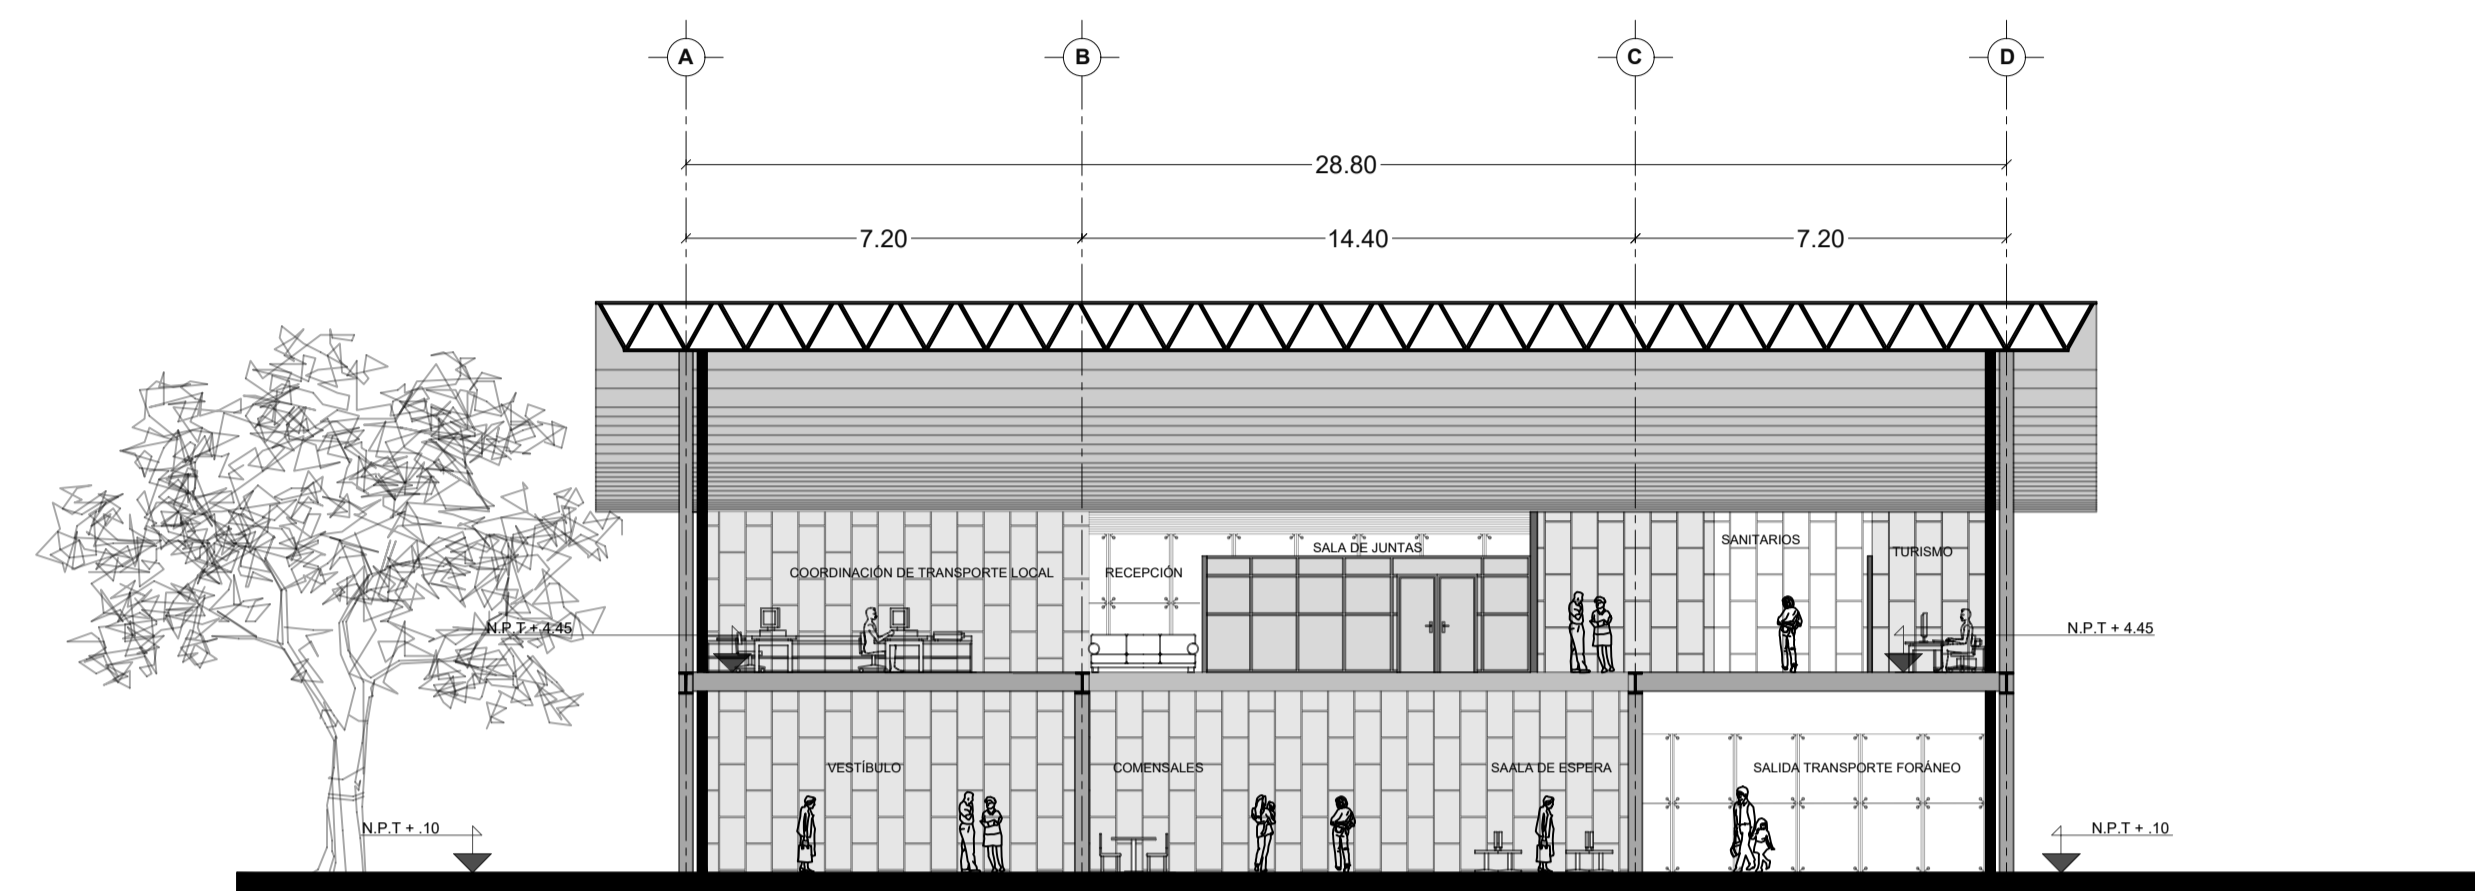 A B C D
28.80
7.20 14.40 7.20
SANITARIOS
SALA DE JUNTAS
TURISMO
COORDINACIÓN DE TRANSPORTE LOCAL RECEPCIÓN
N.P.T + 4.45 N.P.T + 4.45
VESTÍBULO COMENSALES SAALA DE ESPERA SALIDA TRANSPORTE FORÁNEO
N.P.T + .10 N.P.T + .10